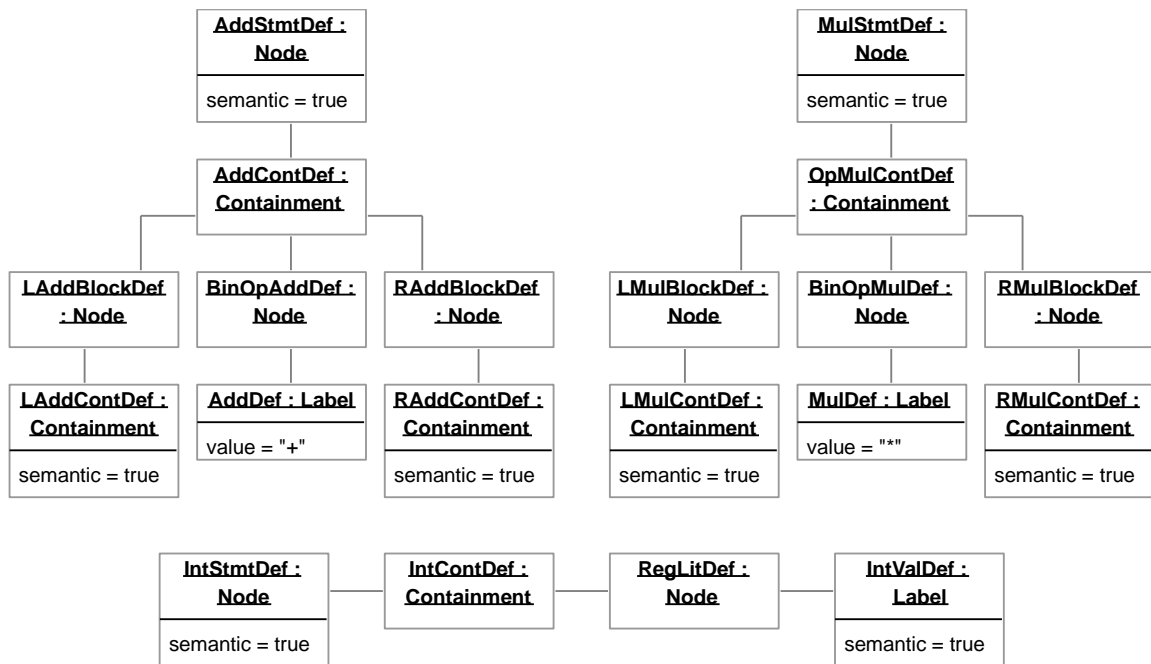 AddStmtDef :
Node
semantic = true
MulStmtDef :
Node
semantic = true
AddContDef :
Containment
OpMulContDef
: Containment
LAddBlockDef
: Node
BinOpAddDef :
Node
RAddBlockDef
: Node
LMulBlockDef :
Node
BinOpMulDef :
Node
RMulBlockDef
: Node
LAddContDef :
Containment
semantic = true
AddDef : Label
value = "+"
RAddContDef :
Containment
semantic = true
LMulContDef :
Containment
semantic = true
MulDef : Label
value = "*"
RMulContDef :
Containment
semantic = true
IntStmtDef :
Node
semantic = true
IntContDef :
Containment
RegLitDef :
Node
IntValDef :
Label
semantic = true